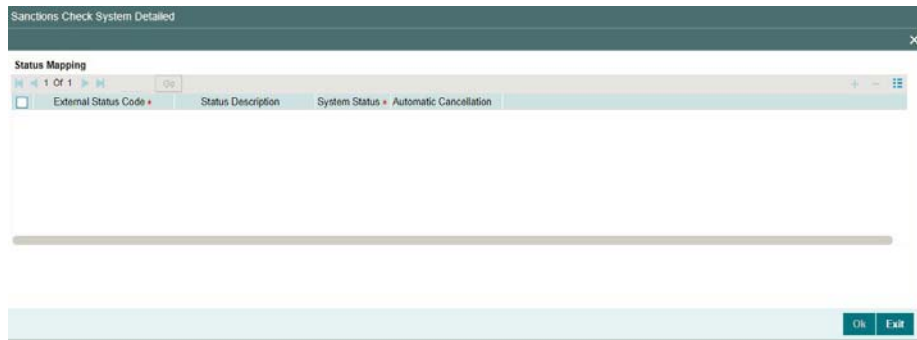 Sanctions Check System Detailed
Status Mapping
1 Of 1 Go
External Status Code * Status Description System Status * Automatic Cancellation
Ok Exit